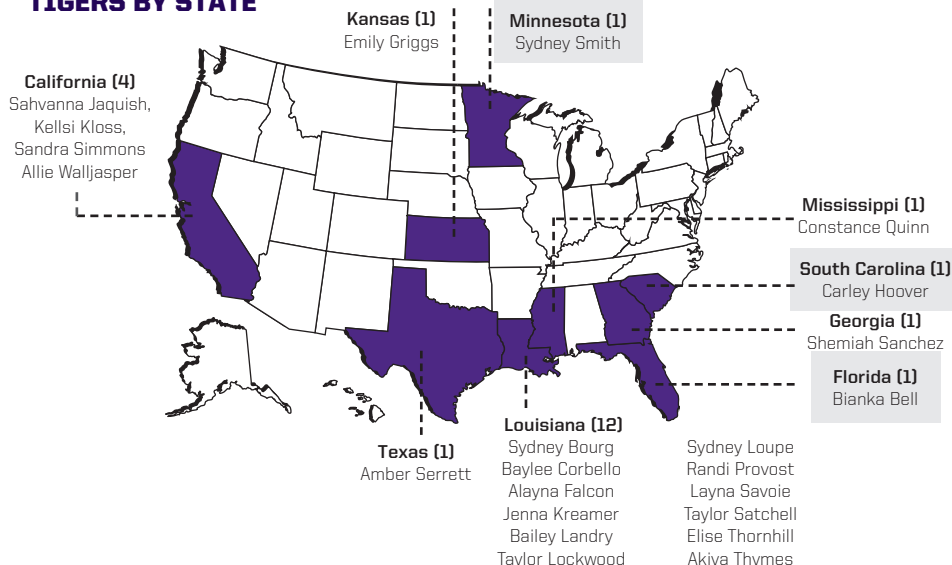 TIGERS BY STATE
Kansas (1)
Emily Griggs
Minnesota (1)
Sydney Smith
California (4)
Sahvanna Jaquish,
Kellsi Kloss,
Sandra Simmons
Allie Walljasper
Mississippi (1)
Constance Quinn
South Carolina (1)
Carley Hoover
Georgia (1)
Shemiah Sanchez
Florida (1)
Bianka Bell
Texas (1)
Amber Serrett
Louisiana (12)
Sydney Bourg
Baylee Corbello
Alayna Falcon
Jenna Kreamer
Bailey Landry
Taylor Lockwood
Sydney Loupe
Randi Provost
Layna Savoie
Taylor Satchell
Elise Thornhill
Akiya Thymes